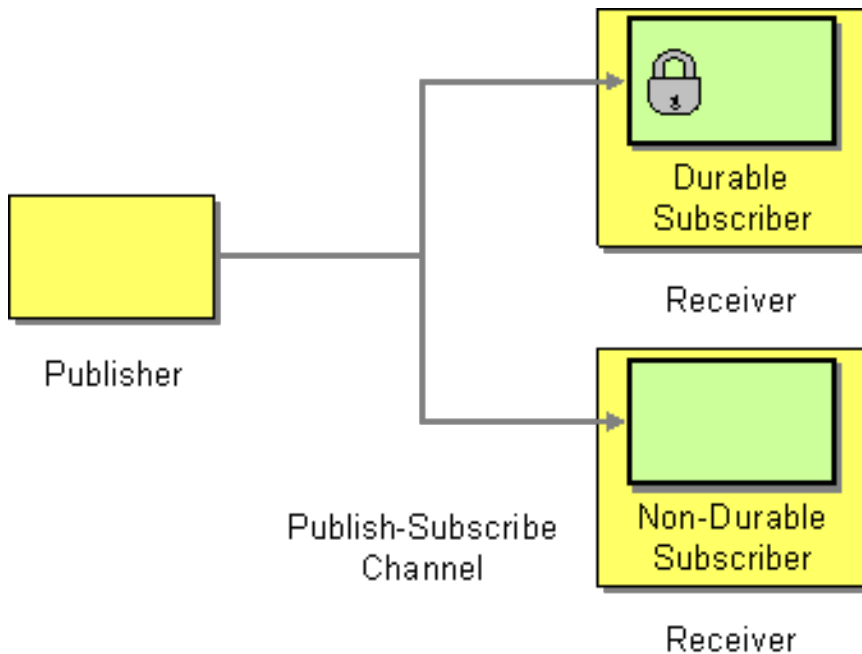 Durable
Subscriber
Receiver
Publisher
Publish-Subscribe
Channel
Non-Durable
Subscriber
Receiver